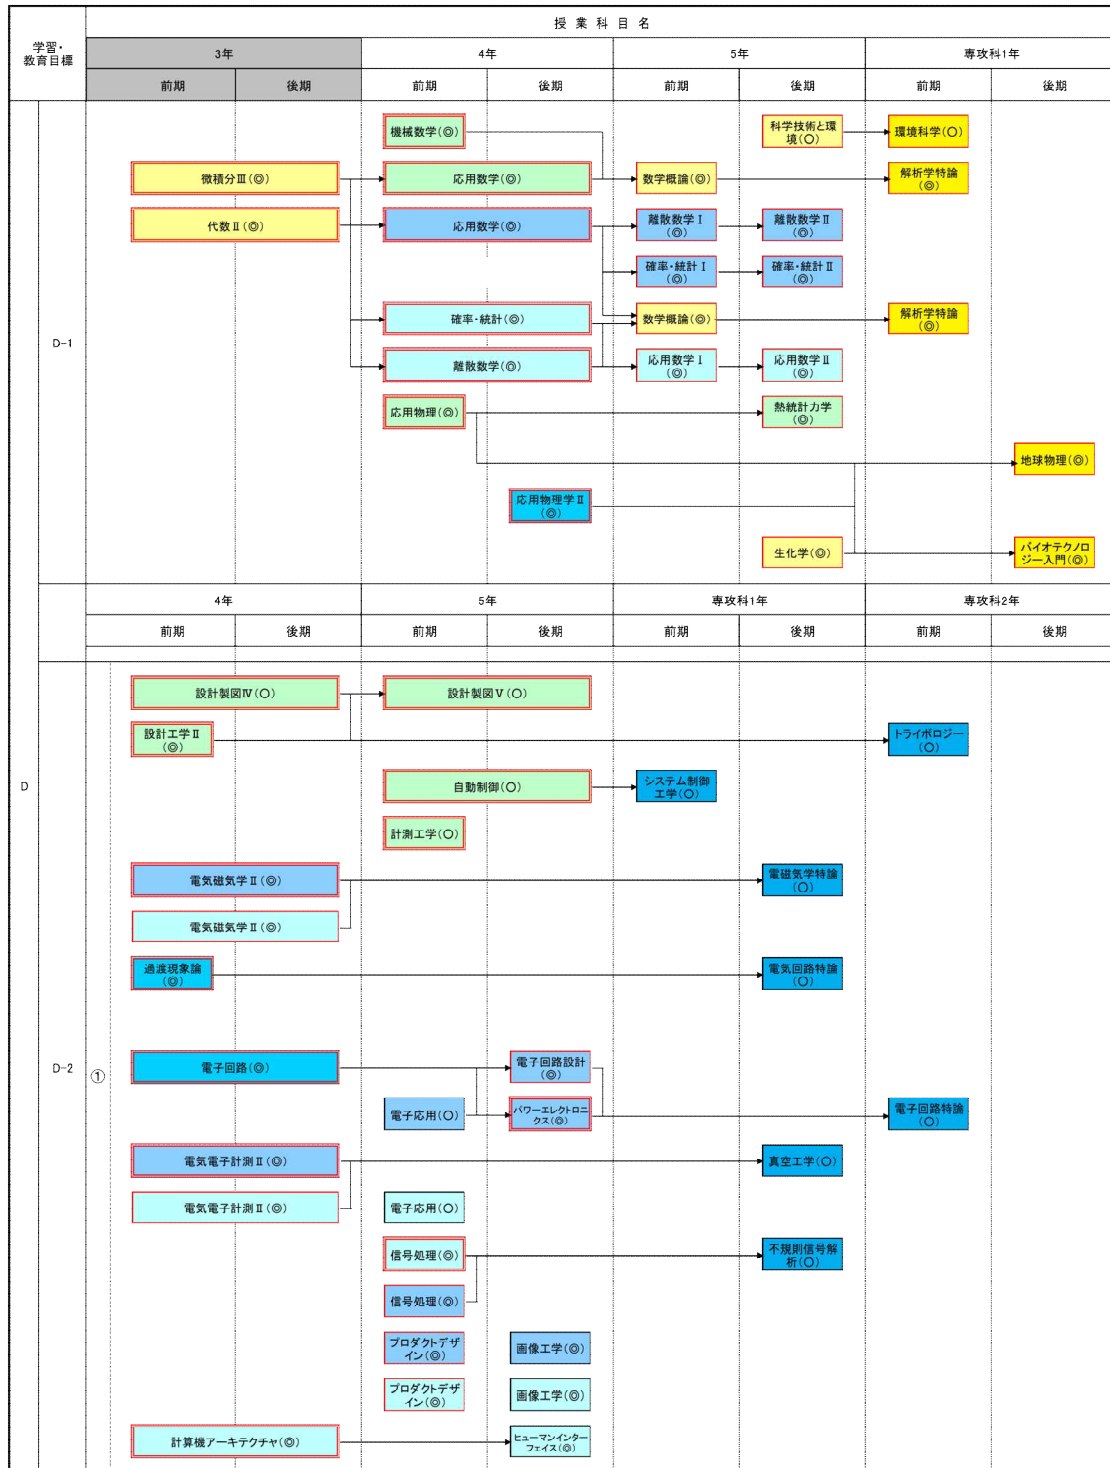 授 業 科 目 名
学習・
教育目標
3年
4年
5年
専攻科1年
前期
後期
前期
後期
前期
後期
前期
後期
機械数学(◎)
科学技術と環
境(○)
環境科学(○)
微積分Ⅲ(◎)
応用数学(◎)
数学概論(◎)
解析学特論
(◎)
代数Ⅱ(◎)
応用数学(◎)
離散数学Ⅰ
(◎)
離散数学Ⅱ
(◎)
確率・統計Ⅰ
(◎)
確率・統計Ⅱ
(◎)
確率・統計(◎)
数学概論(◎)
解析学特論
(◎)
D-1
離散数学(◎)
応用数学Ⅰ
(◎)
応用数学Ⅱ
(◎)
応用物理(◎)
熱統計力学
(◎)
地球物理(◎)
応用物理学Ⅱ
(◎)
生化学(◎)
バイオテクノロ
ジー入門(◎)
4年
5年
専攻科1年
専攻科2年
前期
後期
前期
後期
前期
後期
前期
後期
設計製図Ⅳ(○)
設計製図Ⅴ(○)
設計工学Ⅱ
(◎)
トライボロジー
(○)
D
自動制御(○)
システム制御
工学(○)
計測工学(○)
電気磁気学Ⅱ(◎)
電磁気学特論
(○)
電気磁気学Ⅱ(◎)
過渡現象論
(◎)
電気回路特論
(○)
D-2
①
電子回路(◎)
電子回路設計
(◎)
電子応用(○)
パワーエレクトロニ
クス(◎)
電子回路特論
(○)
電気電子計測Ⅱ(◎)
真空工学(○)
電気電子計測Ⅱ(◎)
電子応用(○)
信号処理(◎)
不規則信号解
析(○)
信号処理(◎)
プロダクトデザ
イン(◎)
画像工学(◎)
プロダクトデザ
イン(◎)
画像工学(◎)
計算機アーキテクチャ(◎)
ヒューマンインター
フェイス(◎)